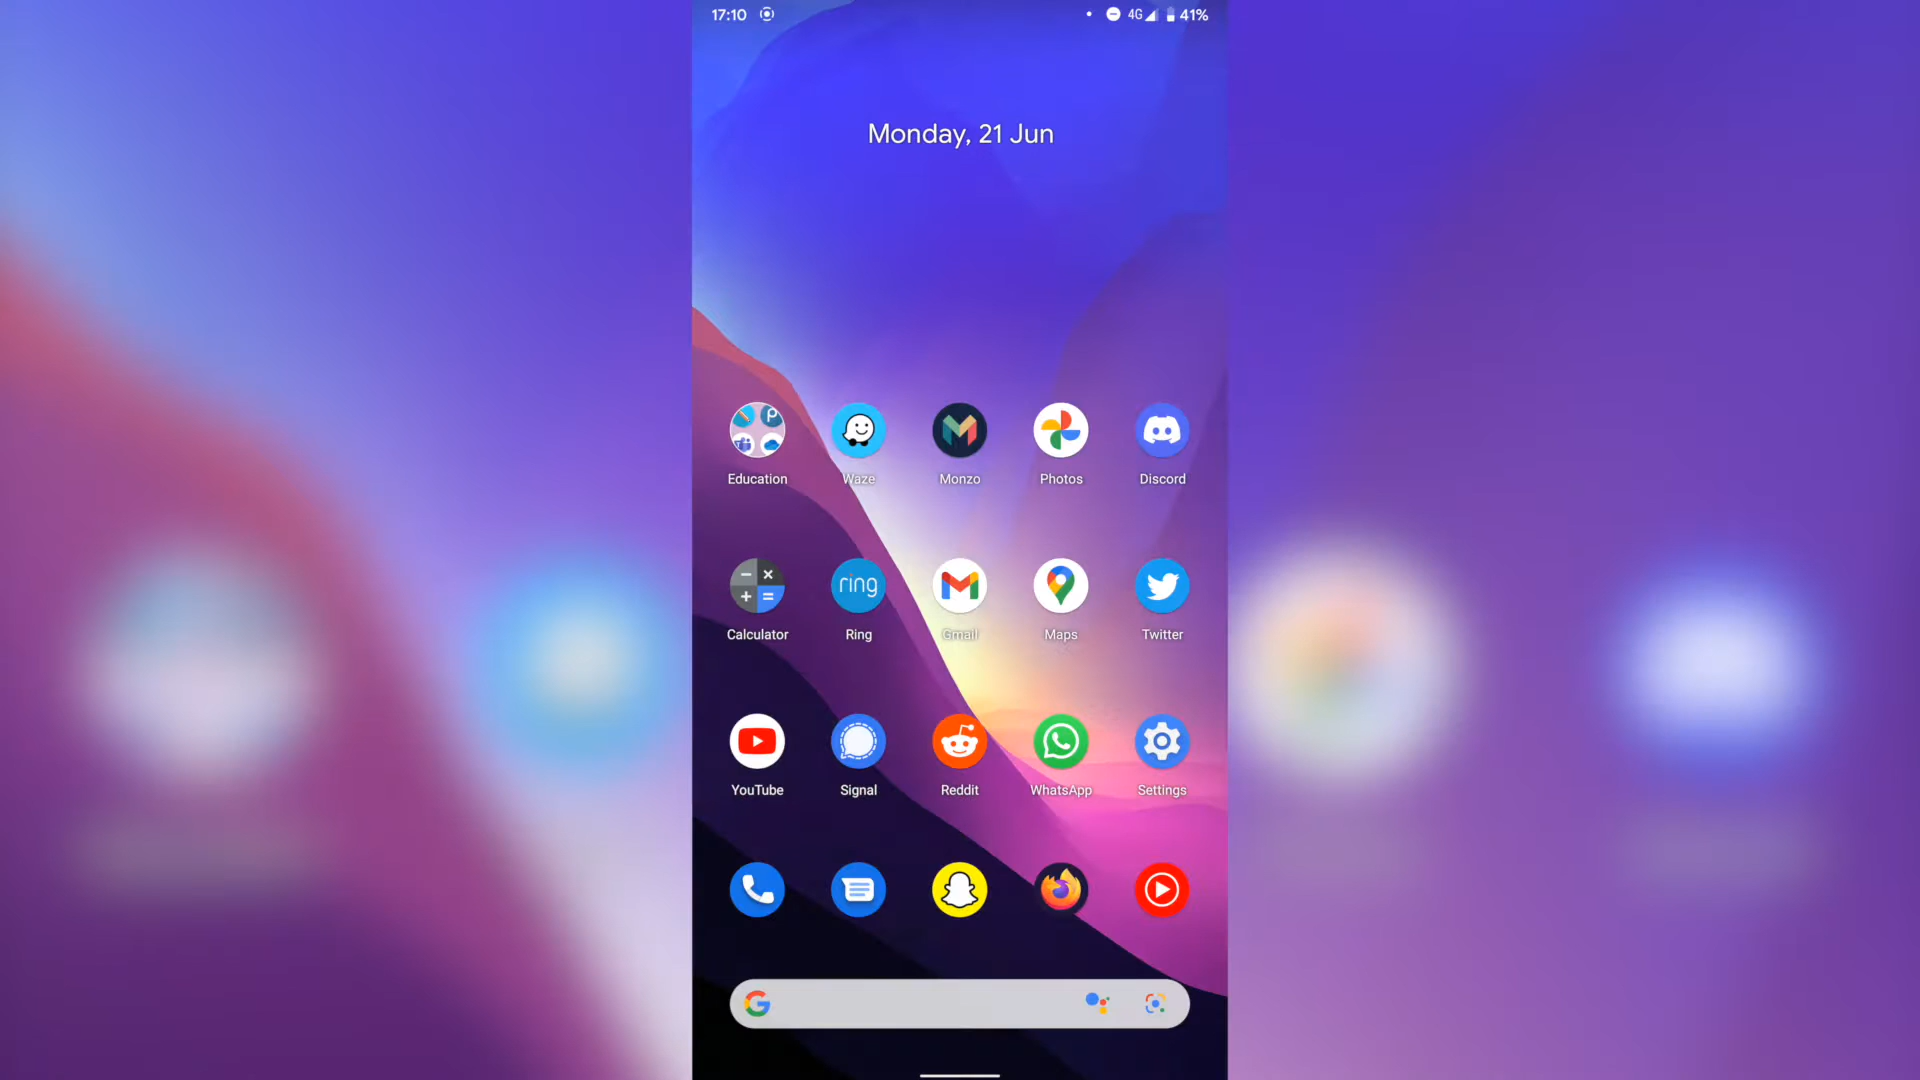 17:10 4G 41%
Monday, 21 Jun
Education Waze Monzo Photos Discord
ring
Calculator Ring Gmail Maps Twitter
YouTube Signal Reddit WhatsApp Settings